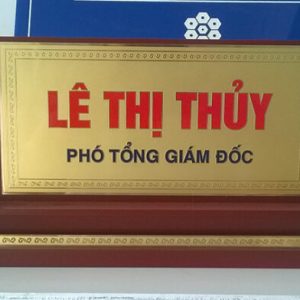 LÊ THỊ THỦY
PHÓ TỔNG GIÁM ĐỐC